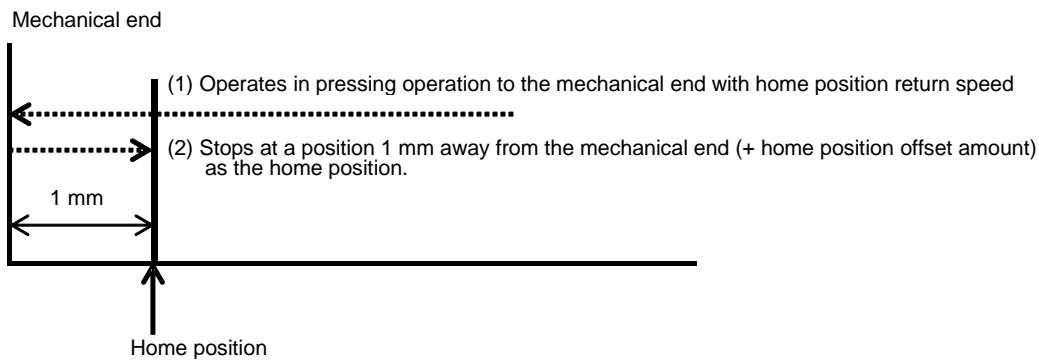 Mechanical end
(1) Operates in pressing operation to the mechanical end with home position return speed
(2) Stops at a position 1 mm away from the mechanical end (+ home position offset amount)
as the home position.
1 mm
Home position